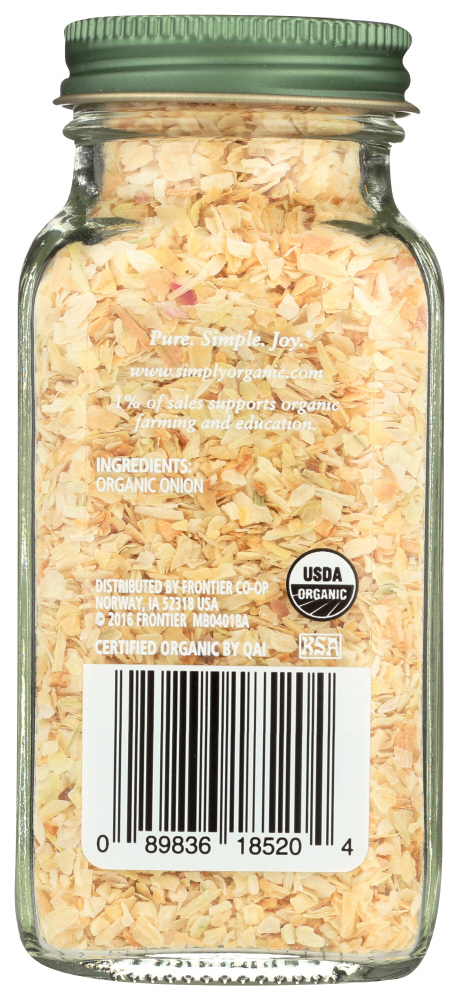 Pure. Simple. Joy.®
www.simplyorganic.com
1% of sales supports organic
farming and education.
INGREDIENTS:
ORGANIC ONION
USDA
ORGANIC
DISTRIBUTED BY FRONTIER CO-OP
NORWAY, IA 52318 USA
© 2016 FRONTIER MB04018A
CERTIFIED ORGANIC BY QAI
KSA
0 89836 18520 4